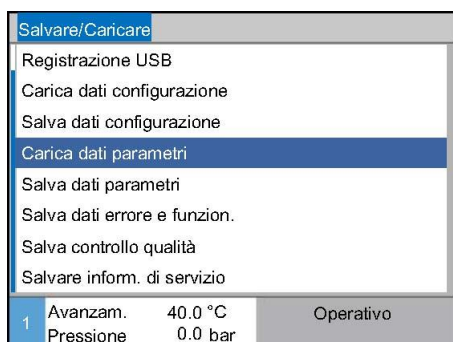 Salvare/Caricare
Registrazione USB
Carica dati configurazione
Salva dati configurazione
Carica dati parametri
Salva dati parametri
Salva dati errore e funzion.
Salva controllo qualità
Salvare inform. di servizio
1 Avanzam. 40.0 °C Operativo
Pressione 0.0 bar